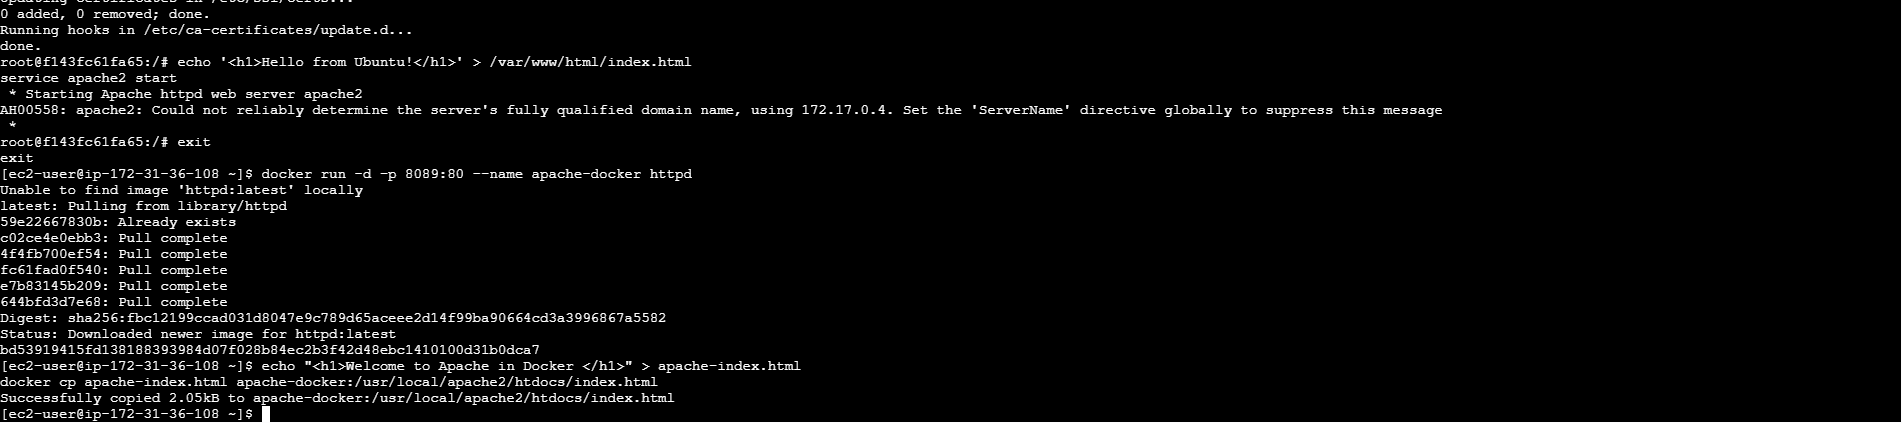 Updating certificates in /etc/ssl/certs...
0 added, 0 removed; done.
Running hooks in /etc/ca-certificates/update.d...
done.
root@f143fc61fa65:/# echo '<h1>Hello from Ubuntu!</h1>' > /var/www/html/index.html
service apache2 start
 * Starting Apache httpd web server apache2
AH00558: apache2: Could not reliably determine the server's fully qualified domain name, using 172.17.0.4. Set the 'ServerName' directive globally to suppress this message
 *
root@f143fc61fa65:/# exit
exit
[ec2-user@ip-172-31-36-108 ~]$ docker run -d -p 8089:80 --name apache-docker httpd
Unable to find image 'httpd:latest' locally
latest: Pulling from library/httpd
59e22667830b: Already exists
c02ce4e0ebb3: Pull complete
4f4fb700ef54: Pull complete
fc61fad0f540: Pull complete
e7b83145b209: Pull complete
644bfd3d7e68: Pull complete
Digest: sha256:fbc12199ccad031d8047e9c789d65aceee2d14f99ba90664cd3a3996867a5582
Status: Downloaded newer image for httpd:latest
bd53919415fd138188393984d07f028b84ec2b3f42d48ebc1410100d31b0dca7
[ec2-user@ip-172-31-36-108 ~]$ echo "<h1>Welcome to Apache in Docker </h1>" > apache-index.html
docker cp apache-index.html apache-docker:/usr/local/apache2/htdocs/index.html
Successfully copied 2.05kB to apache-docker:/usr/local/apache2/htdocs/index.html
[ec2-user@ip-172-31-36-108 ~]$